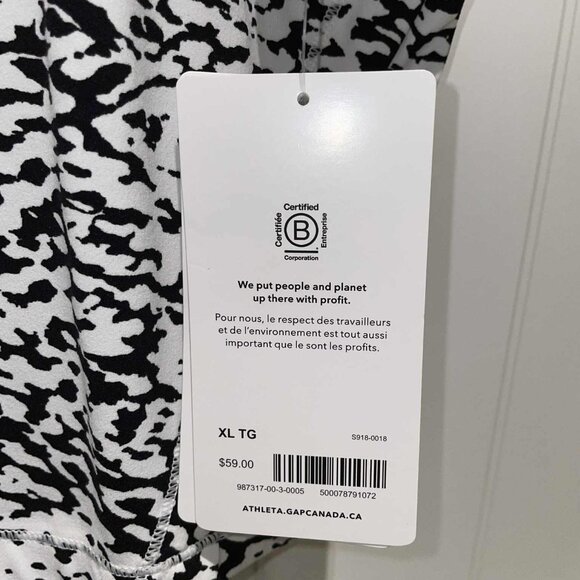 Certified
Certifiée
B
Entreprise
Corporation
We put people and planet
up there with profit.
Pour nous, le respect des travailleurs
et de l'environnement est tout aussi
important que le sont les profits.
XL TG
S918-0018
$59.00
987317-00-3-0005 500078791072
ATHLETA.GAPCANADA.CA